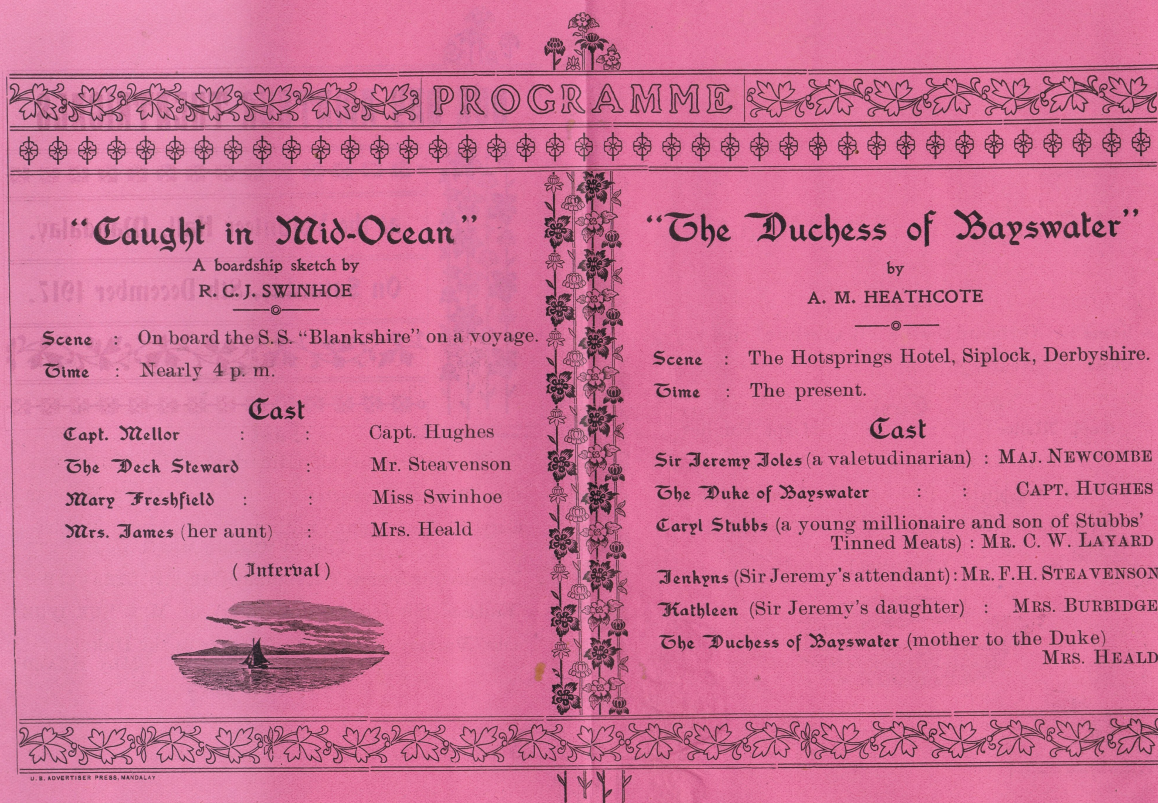 PROGRAMME
“Caught in Mid-Ocean”
A boardship sketch by
R. C. J. SWINHOE
Scene : On board the S.S. “Blankshire” on a voyage.
Time : Nearly 4 p. m.
Cast
Capt. Mellor : : Capt. Hughes
The Deck Steward : Mr. Steavenson
Mary Freshfield : : Miss Swinhoe
Mrs. James (her aunt) : Mrs. Heald
( Interval )
“The Duchess of Bayswater”
by
A. M. HEATHCOTE
Scene : The Hotsprings Hotel, Siplock, Derbyshire.
Time : The present.
Cast
Sir Jeremy Joles (a valetudinarian) : MAJ. NEWCOMBE
The Duke of Bayswater : : CAPT. HUGHES
Caryl Stubbs (a young millionaire and son of Stubbs’
Tinned Meats) : MR. C. W. LAYARD
Jenkyns (Sir Jeremy’s attendant) : MR. F. H. STEAVENSON
Kathleen (Sir Jeremy’s daughter) : MRS. BURBIDGE
The Duchess of Bayswater (mother to the Duke)
MRS. HEALD
U. B. ADVERTISER PRESS, MANDALAY